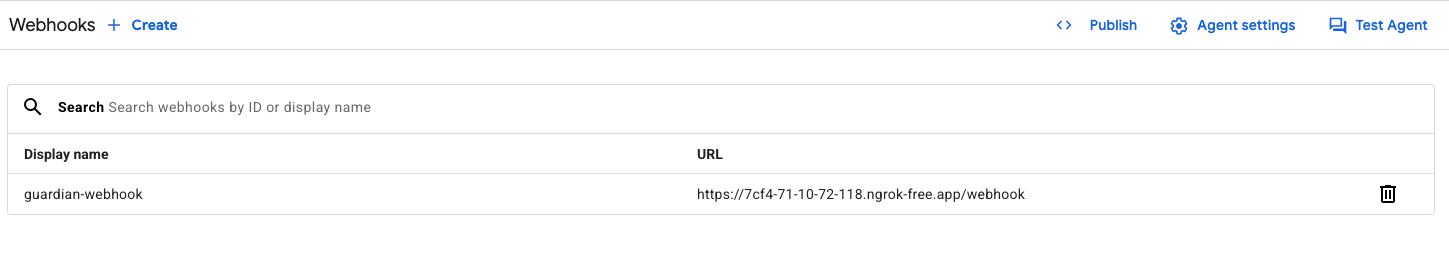 Webhooks + Create Publish Agent settings Test Agent
Search Search webhooks by ID or display name
Display name URL
guardian-webhook https://7cf4-71-10-72-118.ngrok-free.app/webhook